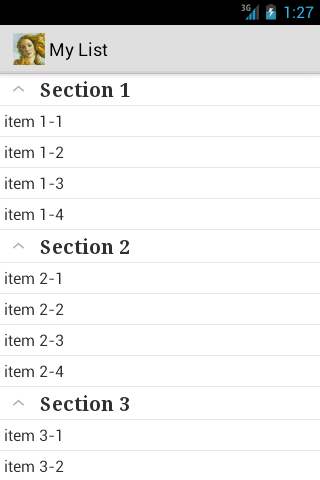 3G 1:27
My List
Section 1
item 1-1
item 1-2
item 1-3
item 1-4
Section 2
item 2-1
item 2-2
item 2-3
item 2-4
Section 3
item 3-1
item 3-2